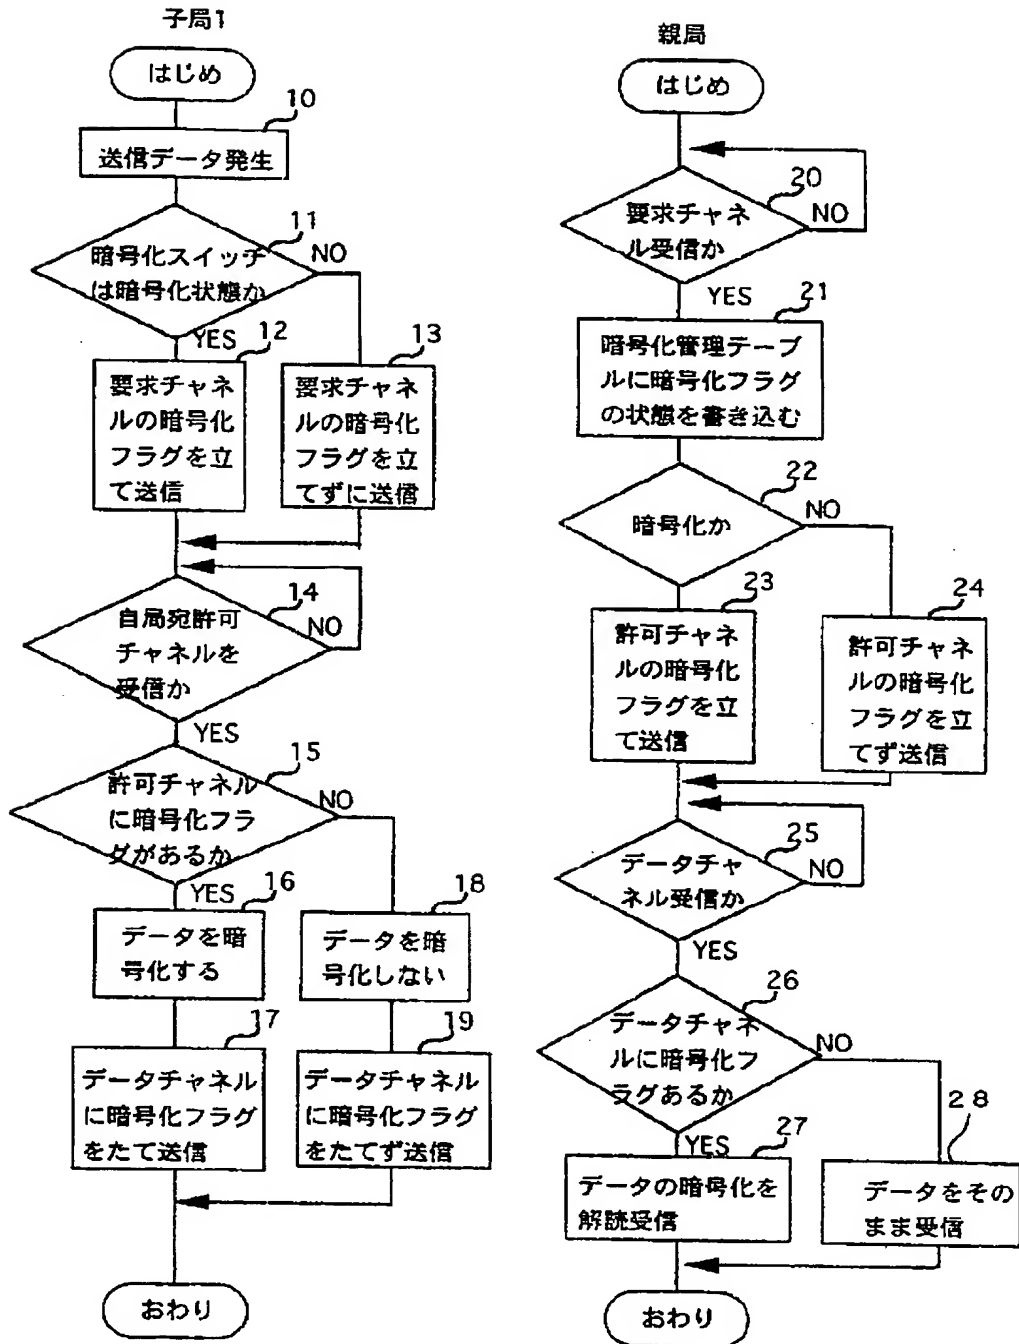 子局1
はじめ
10
送信データ発生
11
暗号化スイッチ
は暗号化状態か
NO
YES
12
要求チャネ
ルの暗号化
フラグを立
て送信
13
要求チャネ
ルの暗号化
フラグを立
てずに送信
14
自局宛許可
チャネルを
受信か
NO
YES
15
許可チャネル
に暗号化フラ
グがあるか
NO
YES
16
データを暗
号化する
18
データを暗
号化しない
17
データチャネル
に暗号化フラグ
をたて送信
19
データチャネル
に暗号化フラグ
をたてず送信
おわり
親局
はじめ
20
要求チャネ
ル受信か
NO
YES
21
暗号化管理テーブ
ルに暗号化フラグ
の状態を書き込む
22
暗号化か
NO
23
許可チャネ
ルの暗号化
フラグを立
て送信
24
許可チャネ
ルの暗号化
フラグを立
てず送信
25
データチャ
ネル受信か
NO
YES
26
データチャネ
ルに暗号化フ
ラグあるか
NO
YES
27
データの暗号化を
解読受信
28
データをその
まま受信
おわり